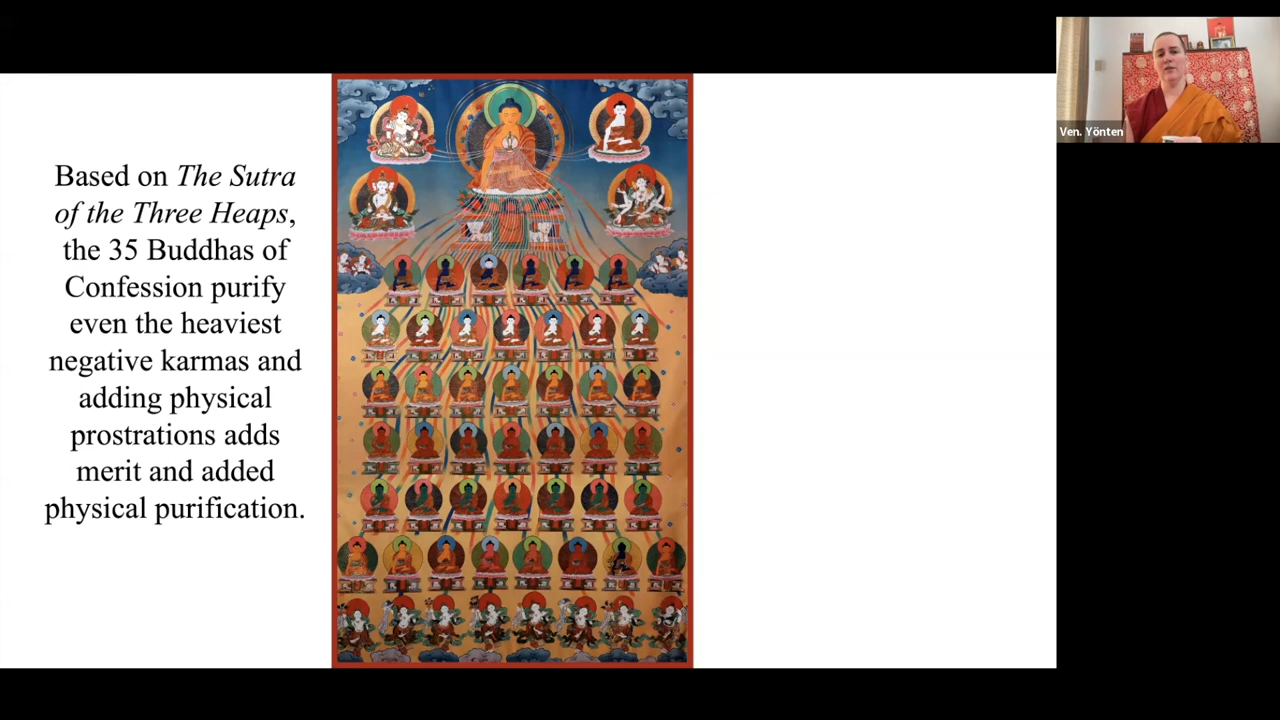 Based on The Sutra
of the Three Heaps,
the 35 Buddhas of
Confession purify
even the heaviest
negative karmas and
adding physical
prostrations adds
merit and added
physical purification.
Ven. Yönten